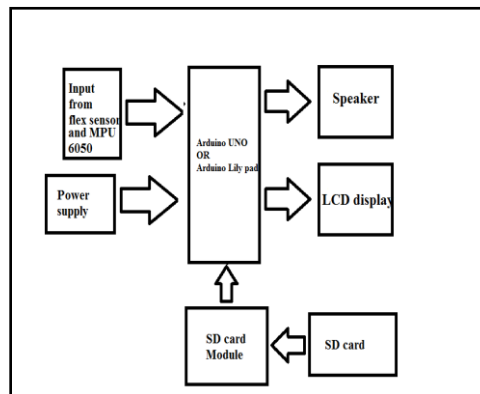 Input
from
flex sensor
and MPU
6050
Power
supply
Arduino UNO
OR
Arduino Lily pad
Speaker
LCD display
SD card
Module
SD card